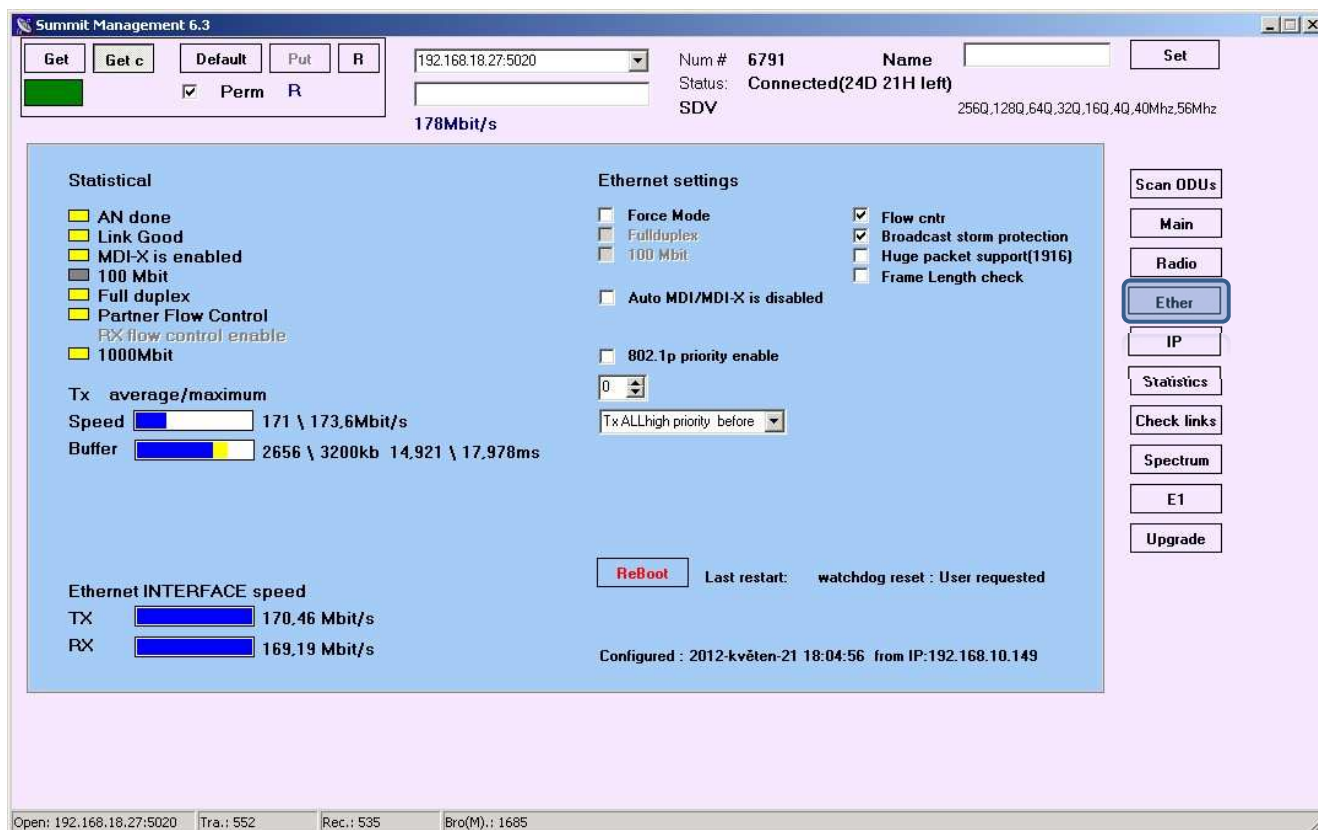 Summit Management 6.3
Get Get c Default Put R
Perm R
192.168.18.27:5020
178Mbit/s
Num # 6791 Name Set
Status: Connected(24D 21H left)
SDV 256Q,128Q,64Q,32Q,16Q,4Q,40Mhz,56Mhz
Statistical
AN done
Link Good
MDI-X is enabled
100 Mbit
Full duplex
Partner Flow Control
RX flow control enable
1000Mbit
Tx average/maximum
Speed 171 \ 173,6Mbit/s
Buffer 2656 \ 3200kb 14,921 \ 17,978ms
Ethernet INTERFACE speed
TX 170,46 Mbit/s
RX 169,19 Mbit/s
Ethernet settings
Force Mode
Fullduplex
100 Mbit
Flow cntr
Broadcast storm protection
Huge packet support(1916)
Frame Length check
Auto MDI/MDI-X is disabled
802.1p priority enable
0
Tx ALLhigh priority before
ReBoot Last restart: watchdog reset : User requested
Configured : 2012-květen-21 18:04:56 from IP:192.168.10.149
Scan ODUs
Main
Radio
Ether
IP
Statistics
Check links
Spectrum
E1
Upgrade
Open: 192.168.18.27:5020 Tra.: 552 Rec.: 535 Bro(M).: 1685